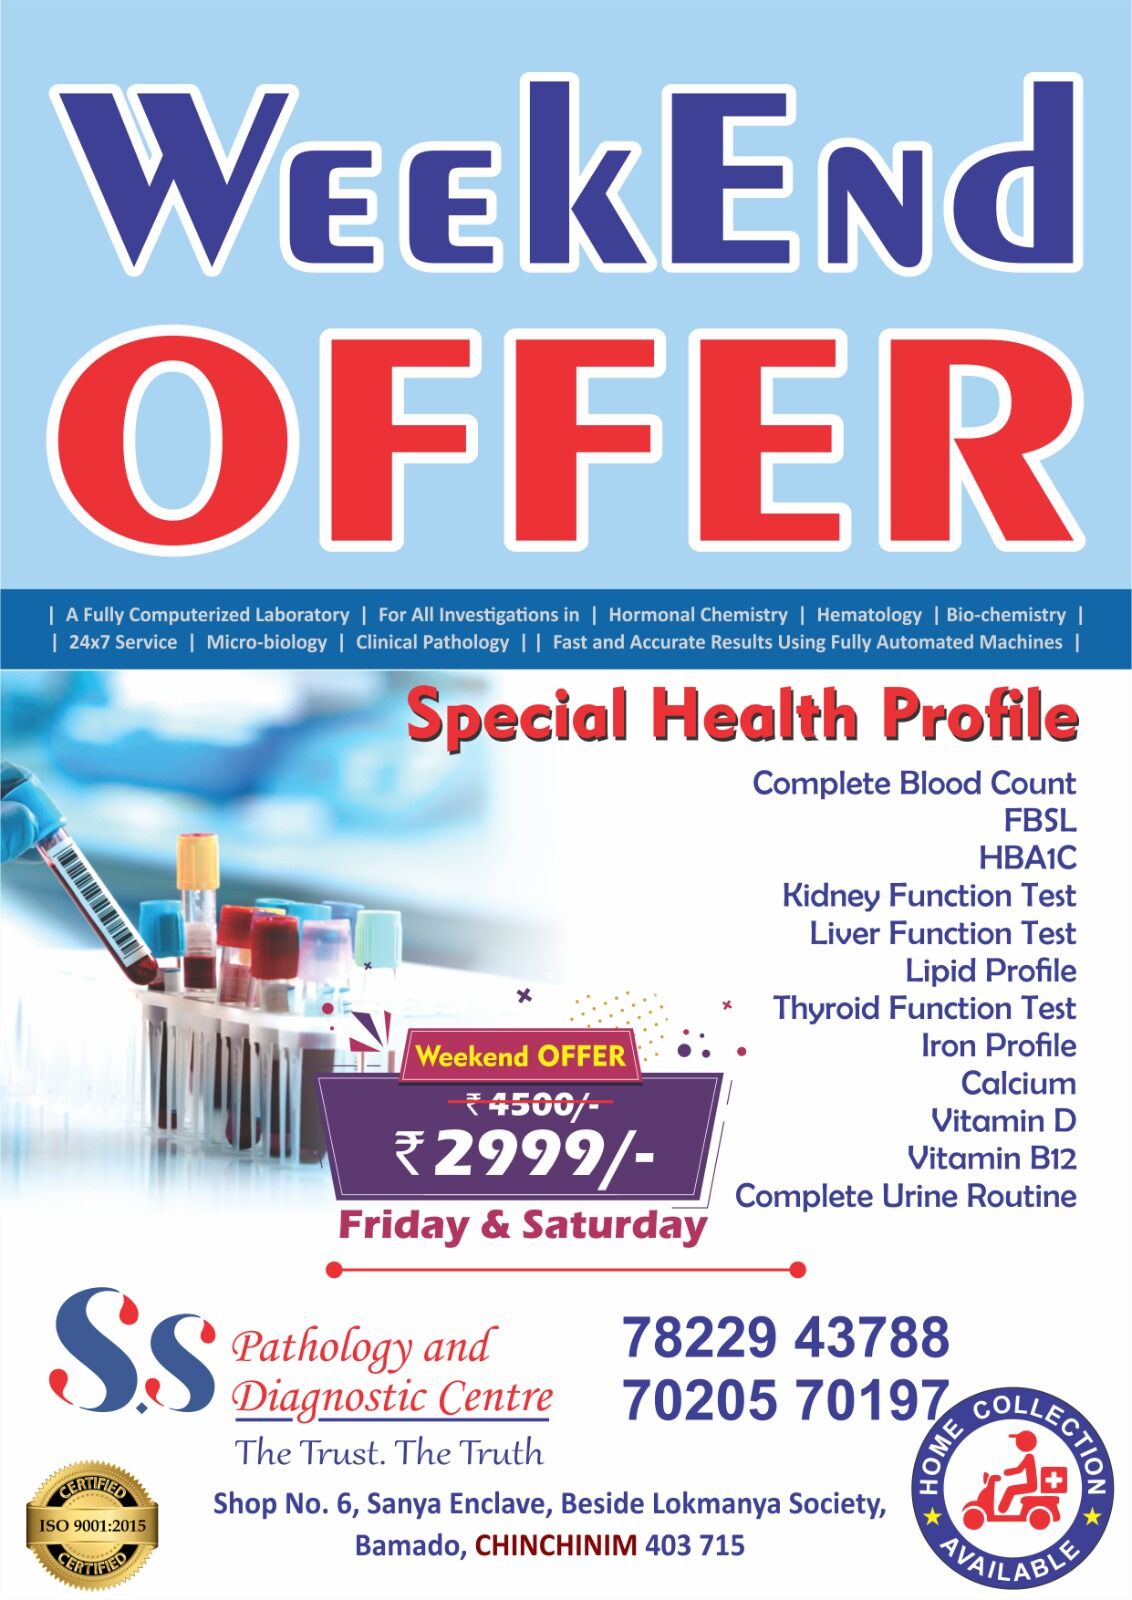 WEEKEND
OFFER
| A Fully Computerized Laboratory | For All Investigations in | Hormonal Chemistry | Hematology | Bio-chemistry |
| 24x7 Service | Micro-biology | Clinical Pathology | | Fast and Accurate Results Using Fully Automated Machines |
Special Health Profile
Complete Blood Count
FBSL
HBA1C
Kidney Function Test
Liver Function Test
Lipid Profile
Thyroid Function Test
Iron Profile
Calcium
Vitamin D
Vitamin B12
Complete Urine Routine
Weekend OFFER
₹ 4500/-
₹ 2999/-
Friday & Saturday
S.S
Pathology and
Diagnostic Centre
The Trust. The Truth
78229 43788
70205 70197
HOME COLLECTION
AVAILABLE
CERTIFIED
ISO 9001:2015
CERTIFIED
Shop No. 6, Sanya Enclave, Beside Lokmanya Society,
Bamado, CHINCHINIM 403 715